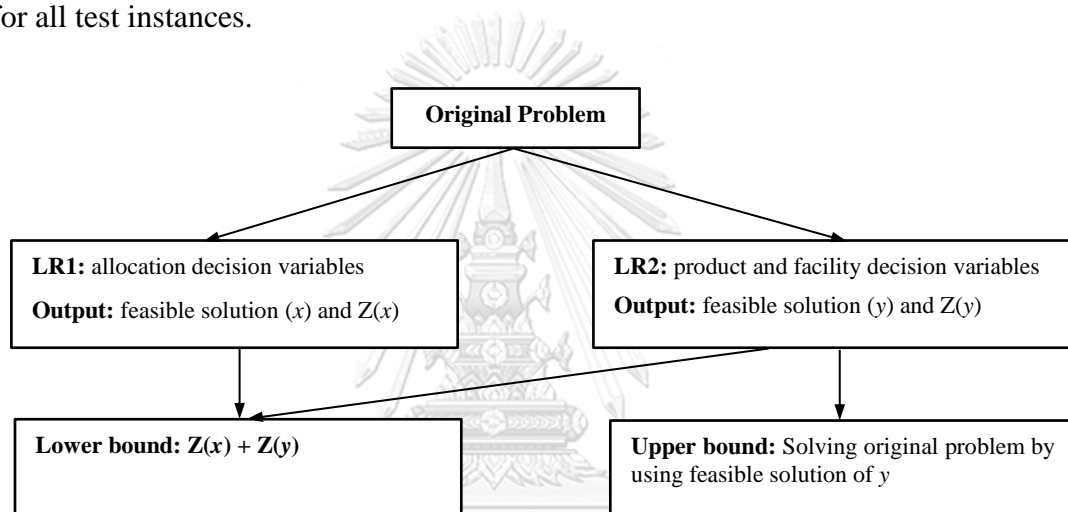 for all test instances.
Original Problem
LR1: allocation decision variables
Output: feasible solution (x) and Z(x)
LR2: product and facility decision variables
Output: feasible solution (y) and Z(y)
Lower bound: Z(x) + Z(y)
Upper bound: Solving original problem by
using feasible solution of y